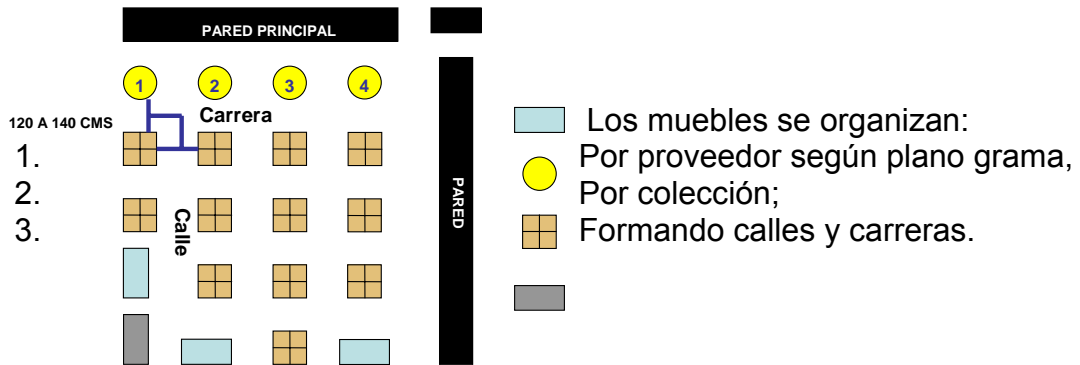 PARED PRINCIPAL
1 2 3 4
120 A 140 CMS
Carrera
1.
2.
3.
Calle
PARED
Los muebles se organizan:
Por proveedor según plano grama,
Por colección;
Formando calles y carreras.